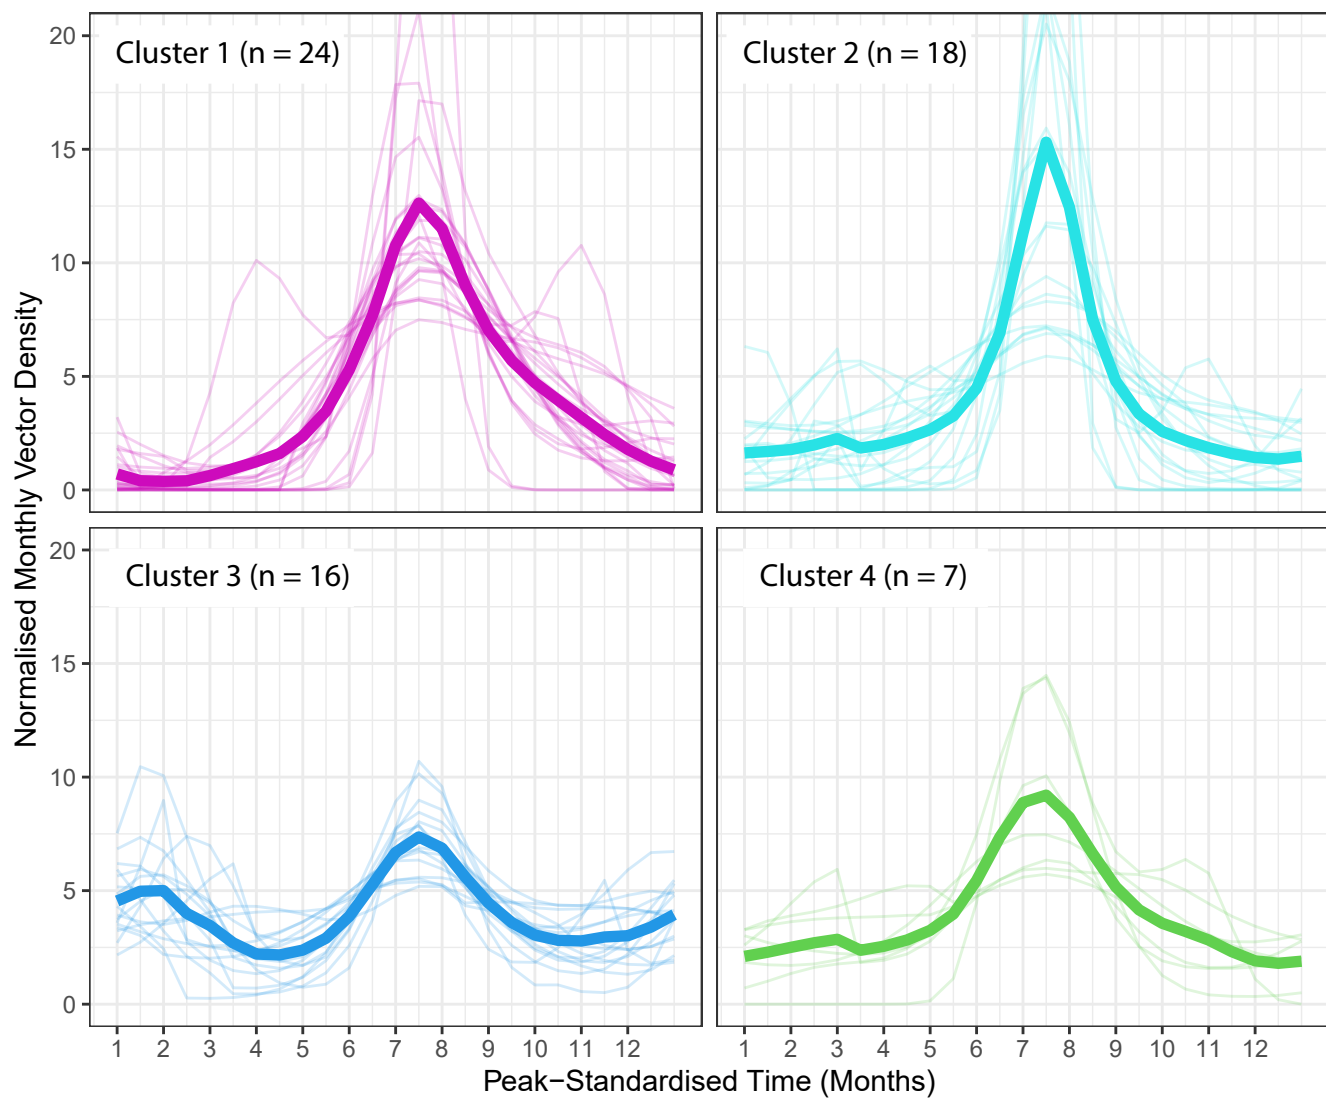 Cluster 1 (n = 24)
Cluster 2 (n = 18)
20
15
10
5
0
Cluster 3 (n = 16)
Cluster 4 (n = 7)
20
15
10
5
0
Normalised Monthly Vector Density
1 2 3 4 5 6 7 8 9 10 11 12
1 2 3 4 5 6 7 8 9 10 11 12
Peak−Standardised Time (Months)